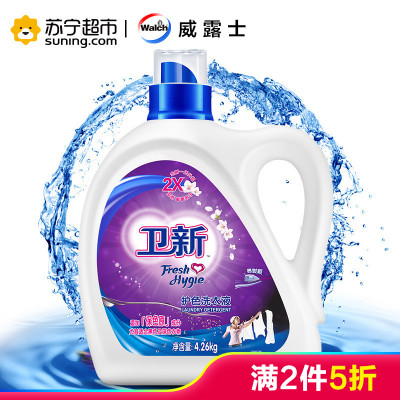 苏宁超市
suning.com
Walch
威露士
2X
卫新
Fresh
Hygie
护色洗衣液
LAUNDRY DETERGENT
净含量:4.26kg
满2件5折